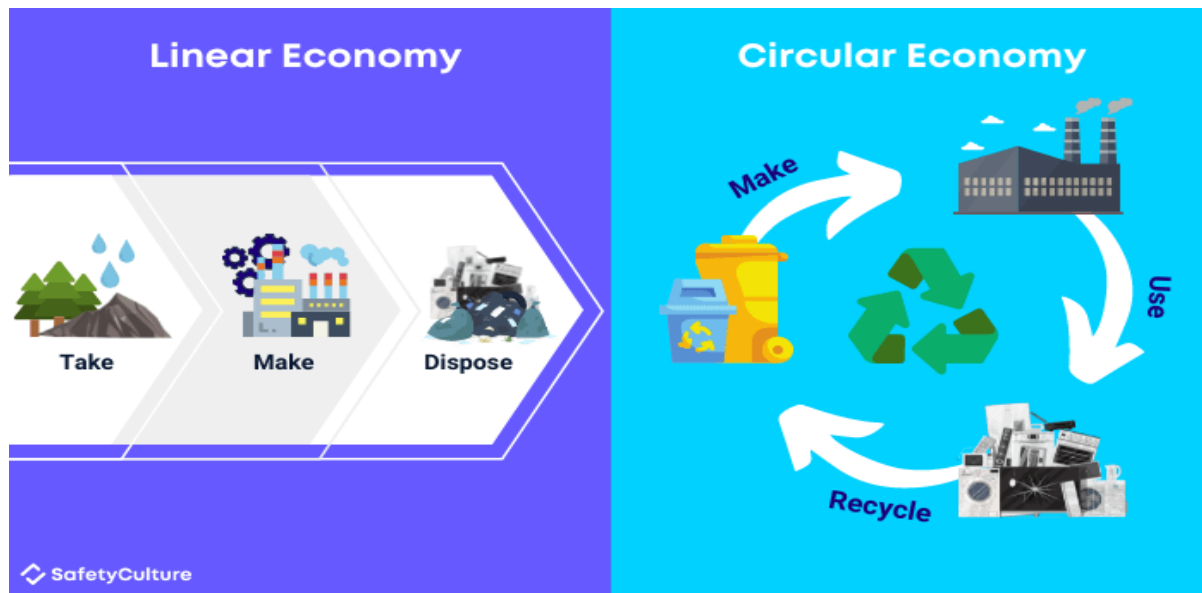 Linear Economy
Take
Make
Dispose
SafetyCulture
Circular Economy
Make
Use
Recycle